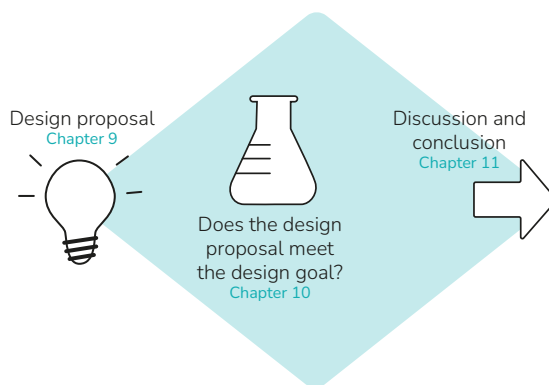 Design proposal
Chapter 9
Does the design
proposal meet
the design goal?
Chapter 10
Discussion and
conclusion
Chapter 11